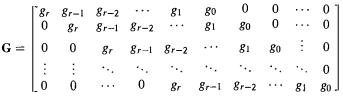 g_r g_{r-1} g_{r-2} ⋯ g_1 g_0 0 0 ⋯ 0
0 g_r g_{r-1} g_{r-2} ⋯ g_1 g_0 0 ⋯ 0
G = 0 0 g_r g_{r-1} g_{r-2} ⋯ g_1 g_0 ⋱ 0
⋮ ⋮ ⋱ ⋱ ⋱ ⋱ ⋱ ⋱ ⋱ 0
0 0 ⋯ 0 g_r g_{r-1} g_{r-2} ⋯ g_1 g_0